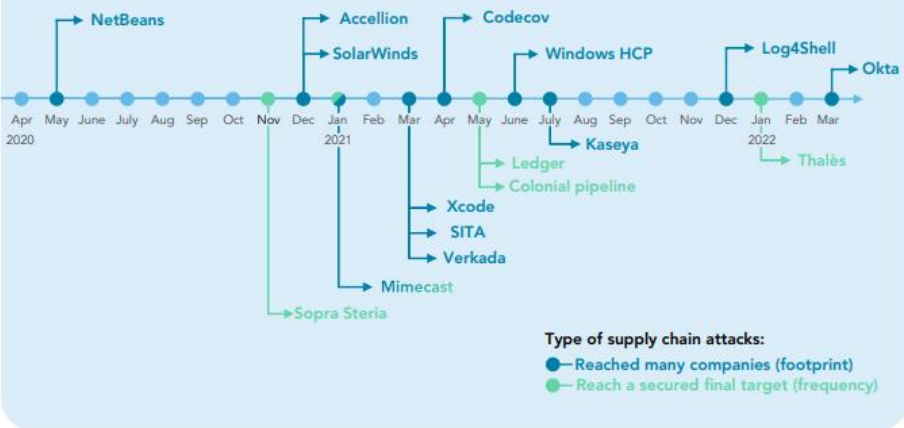 NetBeans
Accellion
SolarWinds
Codecov
Windows HCP
Log4Shell
Okta
Apr May June July Aug Sep Oct Nov Dec Jan Feb Mar Apr May June July Aug Sep Oct Nov Dec Jan Feb Mar
2020 2021 2022
Kaseya
Ledger
Colonial pipeline
Thalès
Xcode
SITA
Verkada
Mimecast
Sopra Steria
Type of supply chain attacks:
Reached many companies (footprint)
Reach a secured final target (frequency)